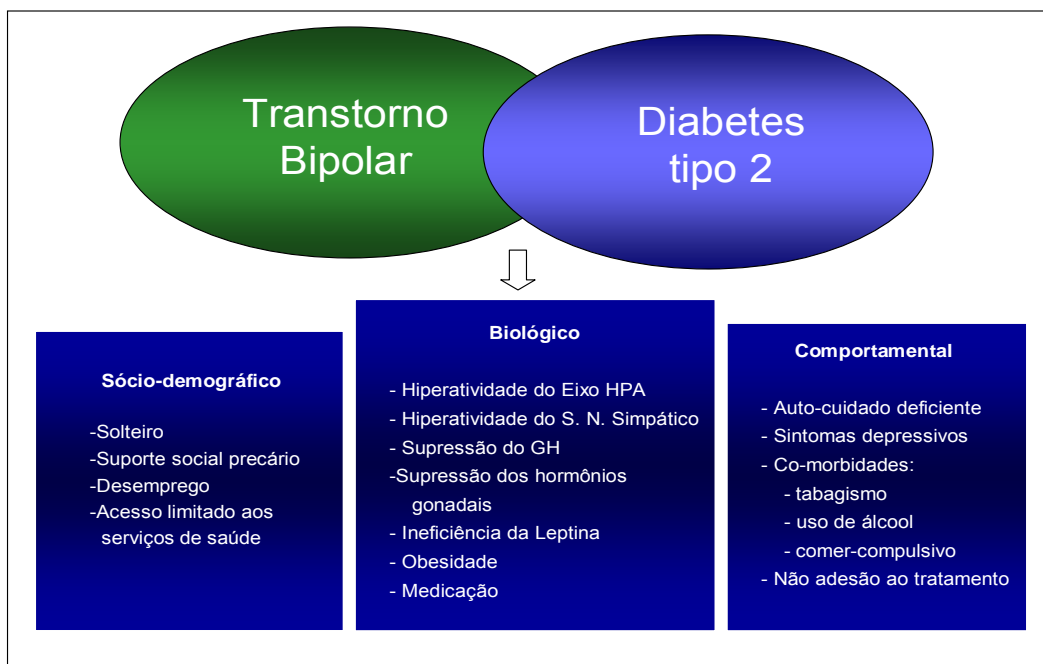 Transtorno
Bipolar
Diabetes
tipo 2
Sócio-demográfico
-Solteiro
-Suporte social precário
-Desemprego
-Acesso limitado aos
serviços de saúde
Biológico
- Hiperatividade do Eixo HPA
- Hiperatividade do S. N. Simpático
- Supressão do GH
-Supressão dos hormônios
gonadais
- Ineficiência da Leptina
- Obesidade
- Medicação
Comportamental
- Auto-cuidado deficiente
- Sintomas depressivos
- Co-morbidades:
- tabagismo
- uso de álcool
- comer-compulsivo
- Não adesão ao tratamento